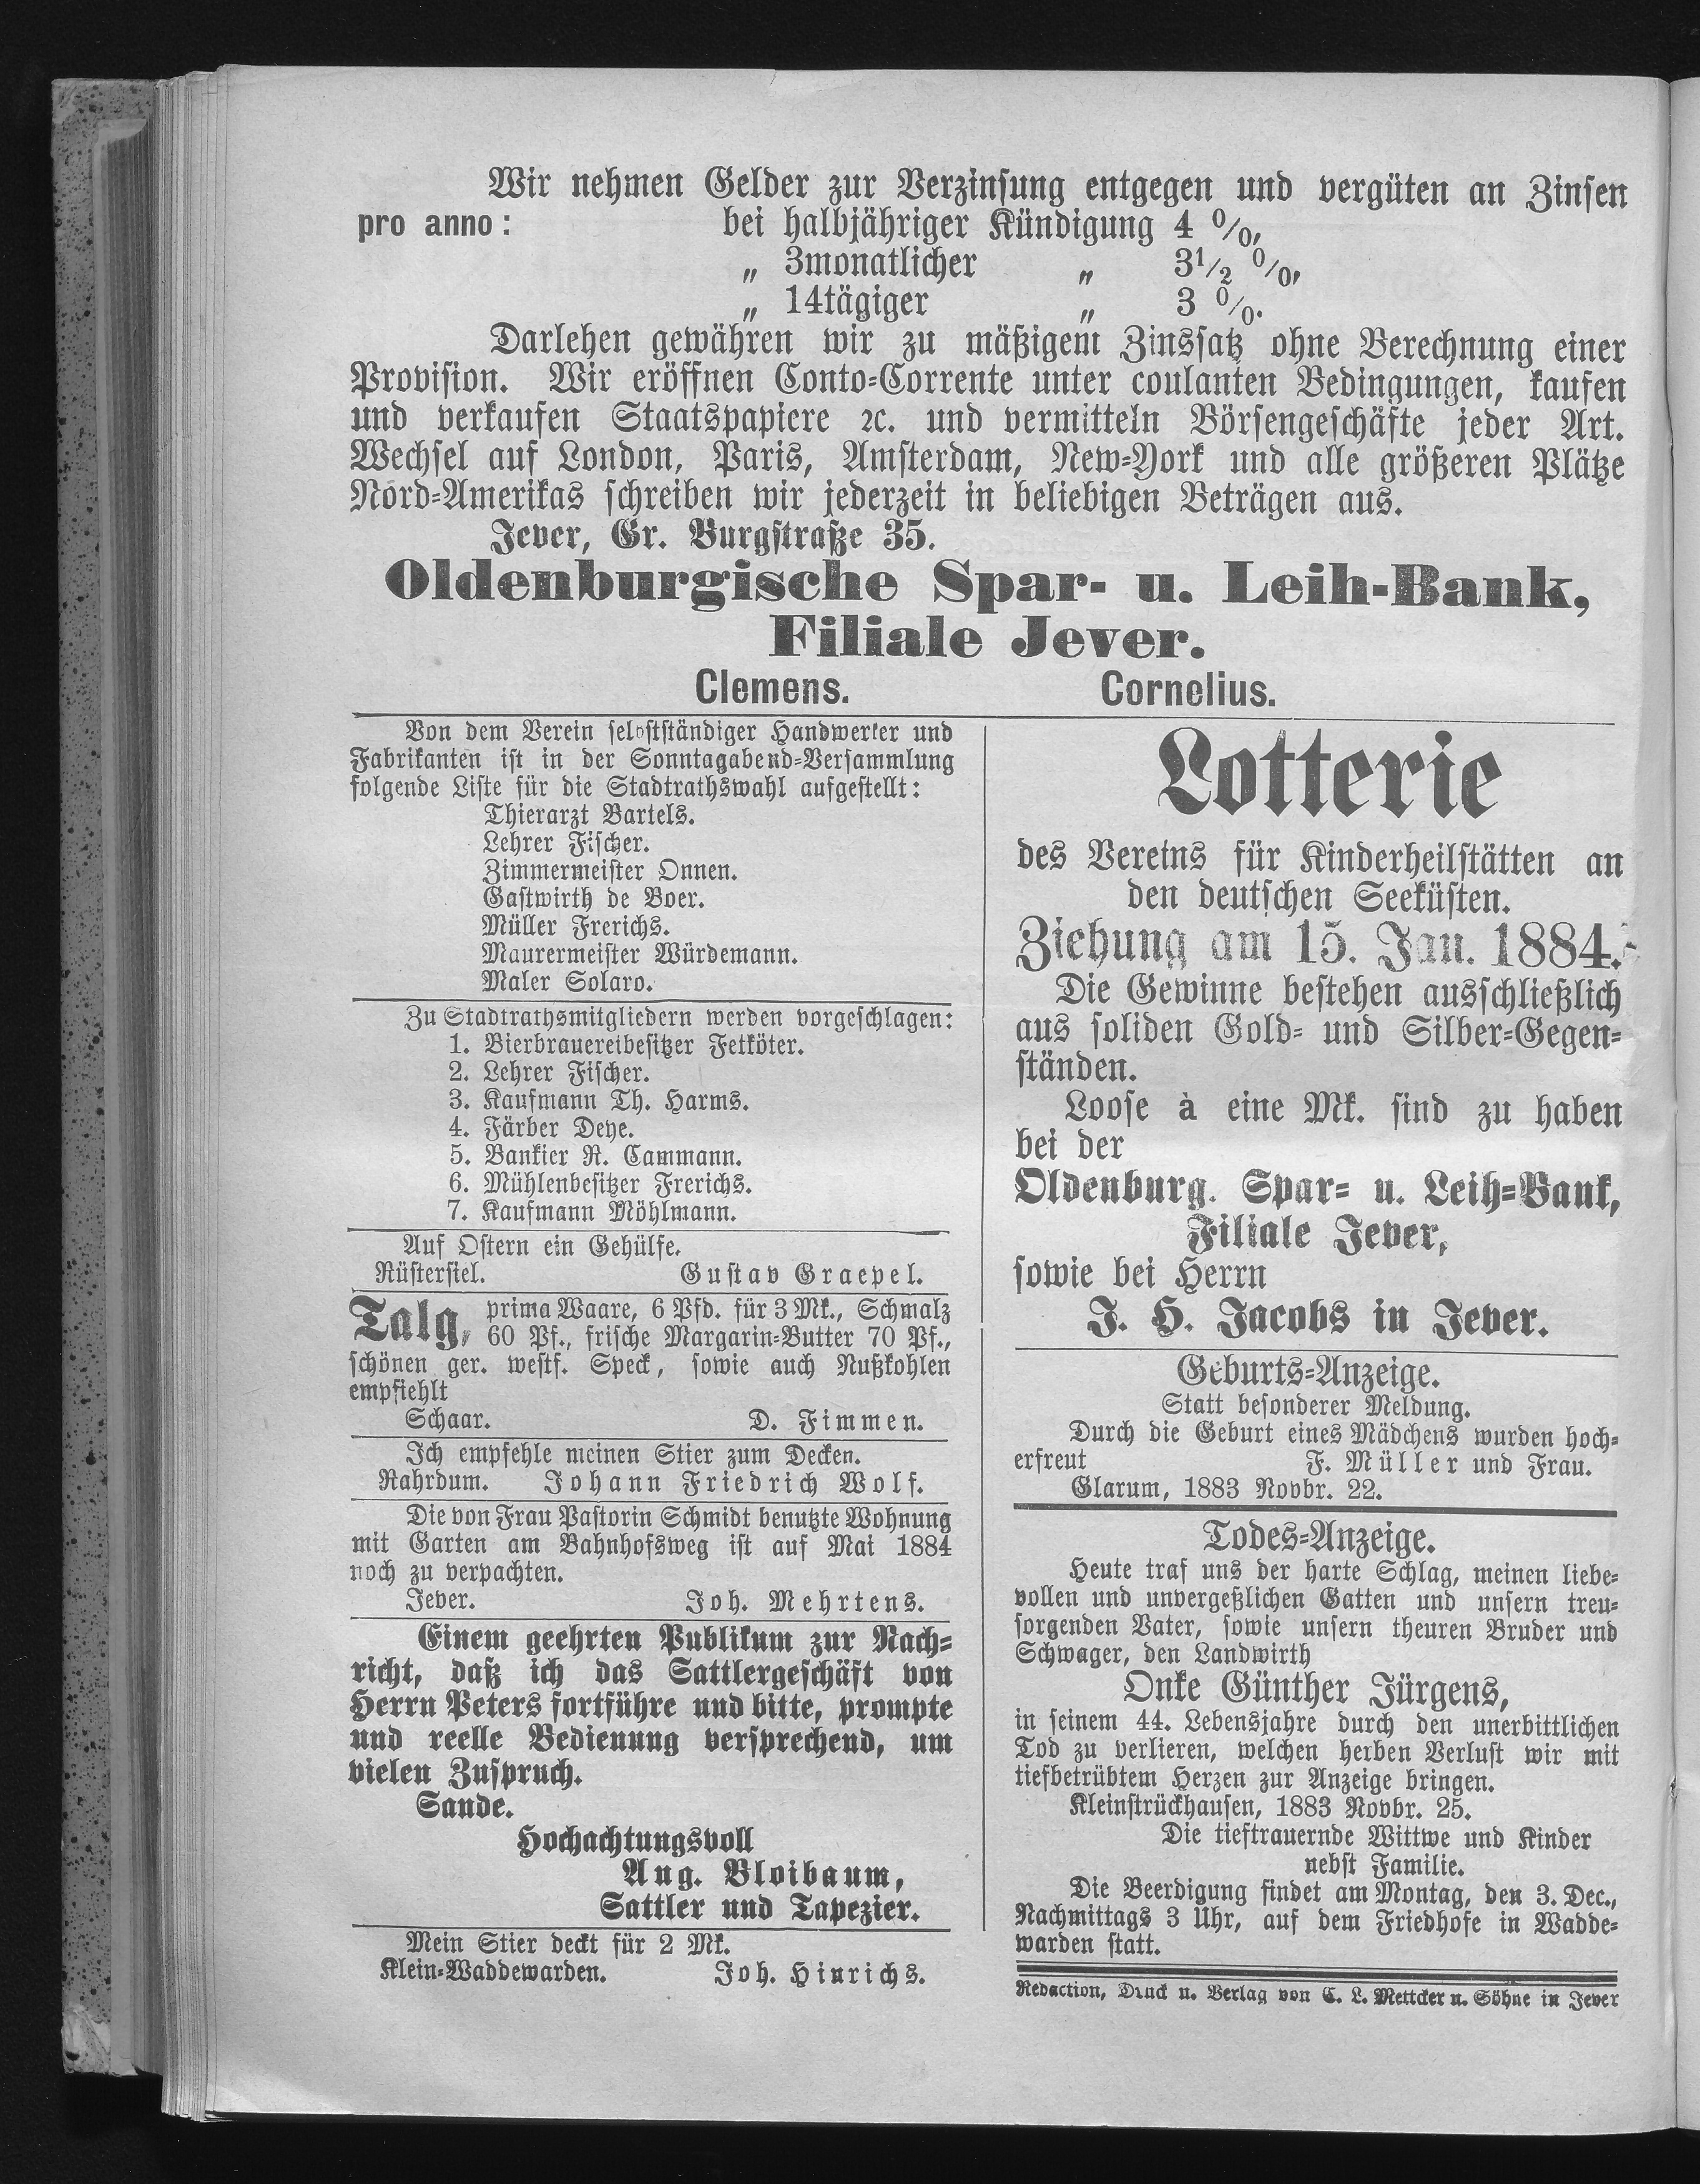 Wir nehmen Gelder zur Verzinsung entgegen und vergüten an Zinsen
pro anno: bei halbjähriger Kündigung 4 %,
„ 3monatlicher „ 3½ %,
„ 14tägiger „ 3 %.
Darlehen gewähren wir zu mäßigem Zinssatz ohne Berechnung einer
Provision. Wir eröffnen Conto-Corrente unter coulanten Bedingungen, kaufen
und verkaufen Staatspapiere ꝛc. und vermitteln Börsengeschäfte jeder Art.
Wechsel auf London, Paris, Amsterdam, New-York und alle größeren Plätze
Nord-Amerikas schreiben wir jederzeit in beliebigen Beträgen aus.
Jever, Gr. Burgstraße 35.
Oldenburgische Spar- u. Leih-Bank,
Filiale Jever.
Clemens. Cornelius.
Von dem Verein selbstständiger Handwerker und
Fabrikanten ist in der Sonntagabend-Versammlung
folgende Liste für die Stadtrathswahl aufgestellt:
Thierarzt Bartels.
Lehrer Fischer.
Zimmermeister Onnen.
Gastwirth de Boer.
Müller Frerichs.
Maurermeister Würdemann.
Maler Solaro.
Zu Stadtrathsmitgliedern werden vorgeschlagen:
1. Bierbrauereibesitzer Fetköter.
2. Lehrer Fischer.
3. Kaufmann Th. Harms.
4. Färber Deye.
5. Bankier R. Cammann.
6. Mühlenbesitzer Frerichs.
7. Kaufmann Möhlmann.
Auf Ostern ein Gehülfe.
Rüstersiel. Gustav Graepel.
Talg, prima Waare, 6 Pfd. für 3 Mk., Schmalz
60 Pf., frische Margarin-Butter 70 Pf.,
schönen ger. westf. Speck, sowie auch Nußkohlen
empfiehlt
Schaar. D. Fimmen.
Ich empfehle meinen Stier zum Decken.
Rahrdum. Johann Friedrich Wolf.
Die von Frau Pastorin Schmidt benutzte Wohnung
mit Garten am Bahnhofsweg ist auf Mai 1884
noch zu verpachten.
Jever. Joh. Mehrtens.
Einem geehrten Publikum zur Nach-
richt, daß ich das Sattlergeschäft von
Herrn Peters fortführe und bitte, prompte
und reelle Bedienung versprechend, um
vielen Zuspruch.
Sande.
Hochachtungsvoll
Aug. Bloibaum,
Sattler und Tapezier.
Mein Stier deckt für 2 Mk.
Klein-Waddewarden. Joh. Hinrichs.
Lotterie
des Vereins für Kinderheilstätten an
den deutschen Seeküsten.
Ziehung am 15. Jan. 1884.
Die Gewinne bestehen ausschließlich
aus soliden Gold- und Silber-Gegen-
ständen.
Loose à eine Mk. sind zu haben
bei der
Oldenburg. Spar- u. Leih-Bank,
Filiale Jever,
sowie bei Herrn
J. H. Jacobs in Jever.
Geburts-Anzeige.
Statt besonderer Meldung.
Durch die Geburt eines Mädchens wurden hoch-
erfreut F. Müller und Frau.
Glarum, 1883 Novbr. 22.
Todes-Anzeige.
Heute traf uns der harte Schlag, meinen liebe-
vollen und unvergeßlichen Gatten und unsern treu-
sorgenden Vater, sowie unsern theuren Bruder und
Schwager, den Landwirth
Onke Günther Jürgens,
in seinem 44. Lebensjahre durch den unerbittlichen
Tod zu verlieren, welchen herben Verlust wir mit
tiefbetrübtem Herzen zur Anzeige bringen.
Kleinstrückhausen, 1883 Novbr. 25.
Die tieftrauernde Wittwe und Kinder
nebst Familie.
Die Beerdigung findet am Montag, den 3. Dec.,
Nachmittags 3 Uhr, auf dem Friedhofe in Wadde-
warden statt.
Redaction, Druck u. Verlag von C. L. Mettcker u. Söhne in Jever